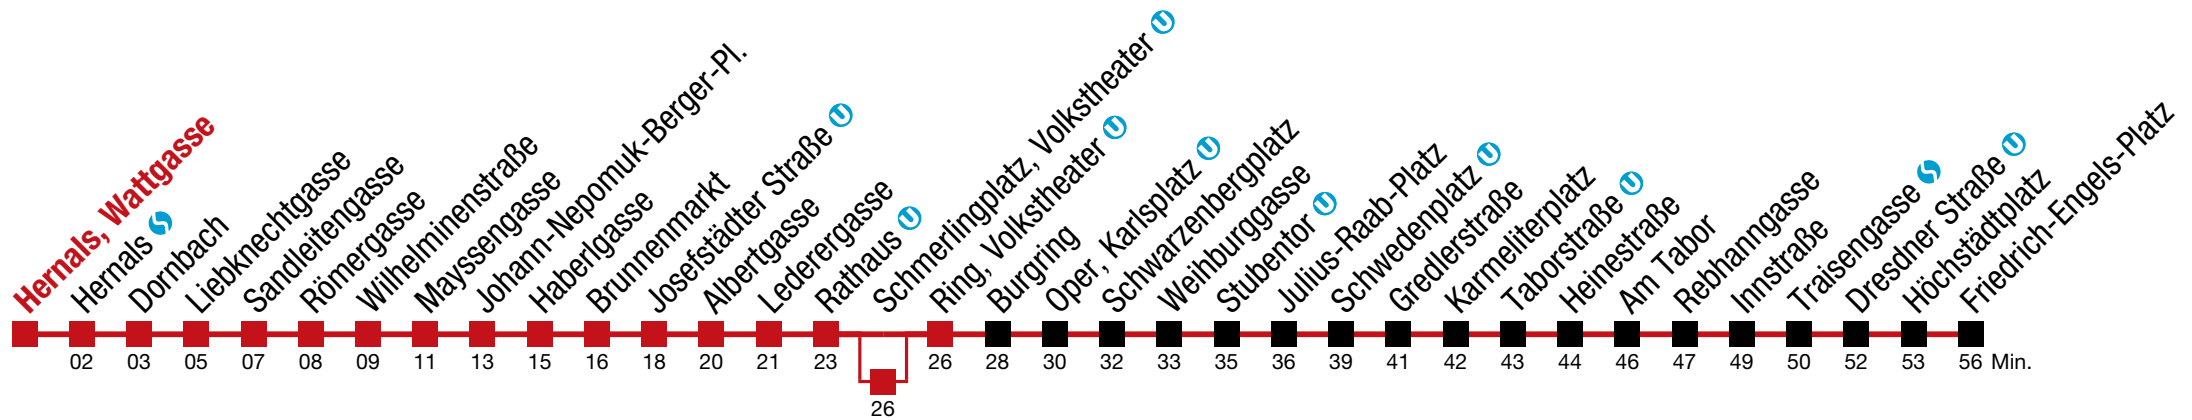 Hernals, Wattgasse
Hernals
Dornbach
Liebknechtgasse
Sandleitengasse
Römergasse
Wilhelminenstraße
Mayssengasse
Johann-Nepomuk-Berger-Pl.
Haberlgasse
Brunnenmarkt
Josefstädter Straße U
Albertgasse
Lederergasse
Rathaus U
Schmerlingplatz, Volkstheater U
Ring, Volkstheater U
Burgring
Oper, Karlsplatz U
Schwarzenbergplatz
Weihburggasse
Stubentor U
Julius-Raab-Platz
Schwedenplatz U
Gredlerstraße
Karmeliterplatz
Taborstraße U
Heinestraße
Am Tabor
Rebhanngasse
Innstraße
Traisengasse
Dresdner Straße U
Höchstädtplatz
Friedrich-Engels-Platz
02 03 05 07 08 09 11 13 15 16 18 20 21 23 26 28 30 32 33 35 36 39 41 42 43 44 46 47 49 50 52 53 56 Min.
26